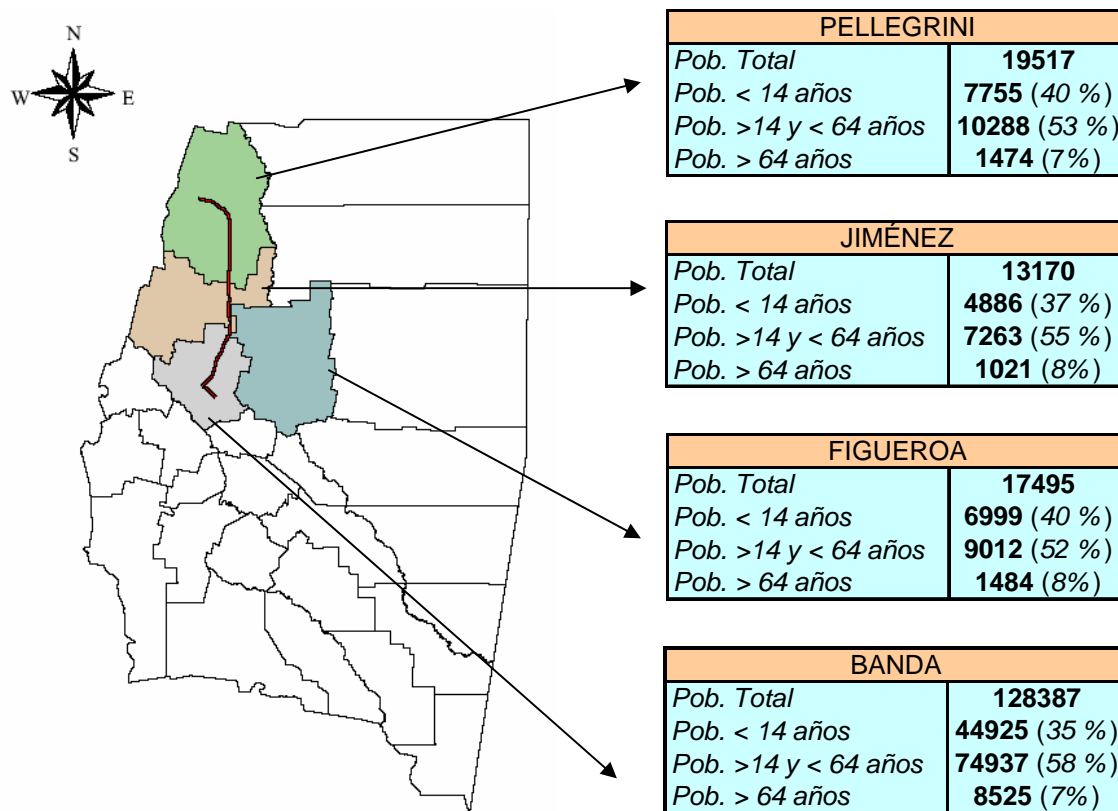 N
W E
S
PELLEGRINI
Pob. Total 19517
Pob. < 14 años 7755 (40 %)
Pob. >14 y < 64 años 10288 (53 %)
Pob. > 64 años 1474 (7%)
JIMÉNEZ
Pob. Total 13170
Pob. < 14 años 4886 (37 %)
Pob. >14 y < 64 años 7263 (55 %)
Pob. > 64 años 1021 (8%)
FIGUEROA
Pob. Total 17495
Pob. < 14 años 6999 (40 %)
Pob. >14 y < 64 años 9012 (52 %)
Pob. > 64 años 1484 (8%)
BANDA
Pob. Total 128387
Pob. < 14 años 44925 (35 %)
Pob. >14 y < 64 años 74937 (58 %)
Pob. > 64 años 8525 (7%)